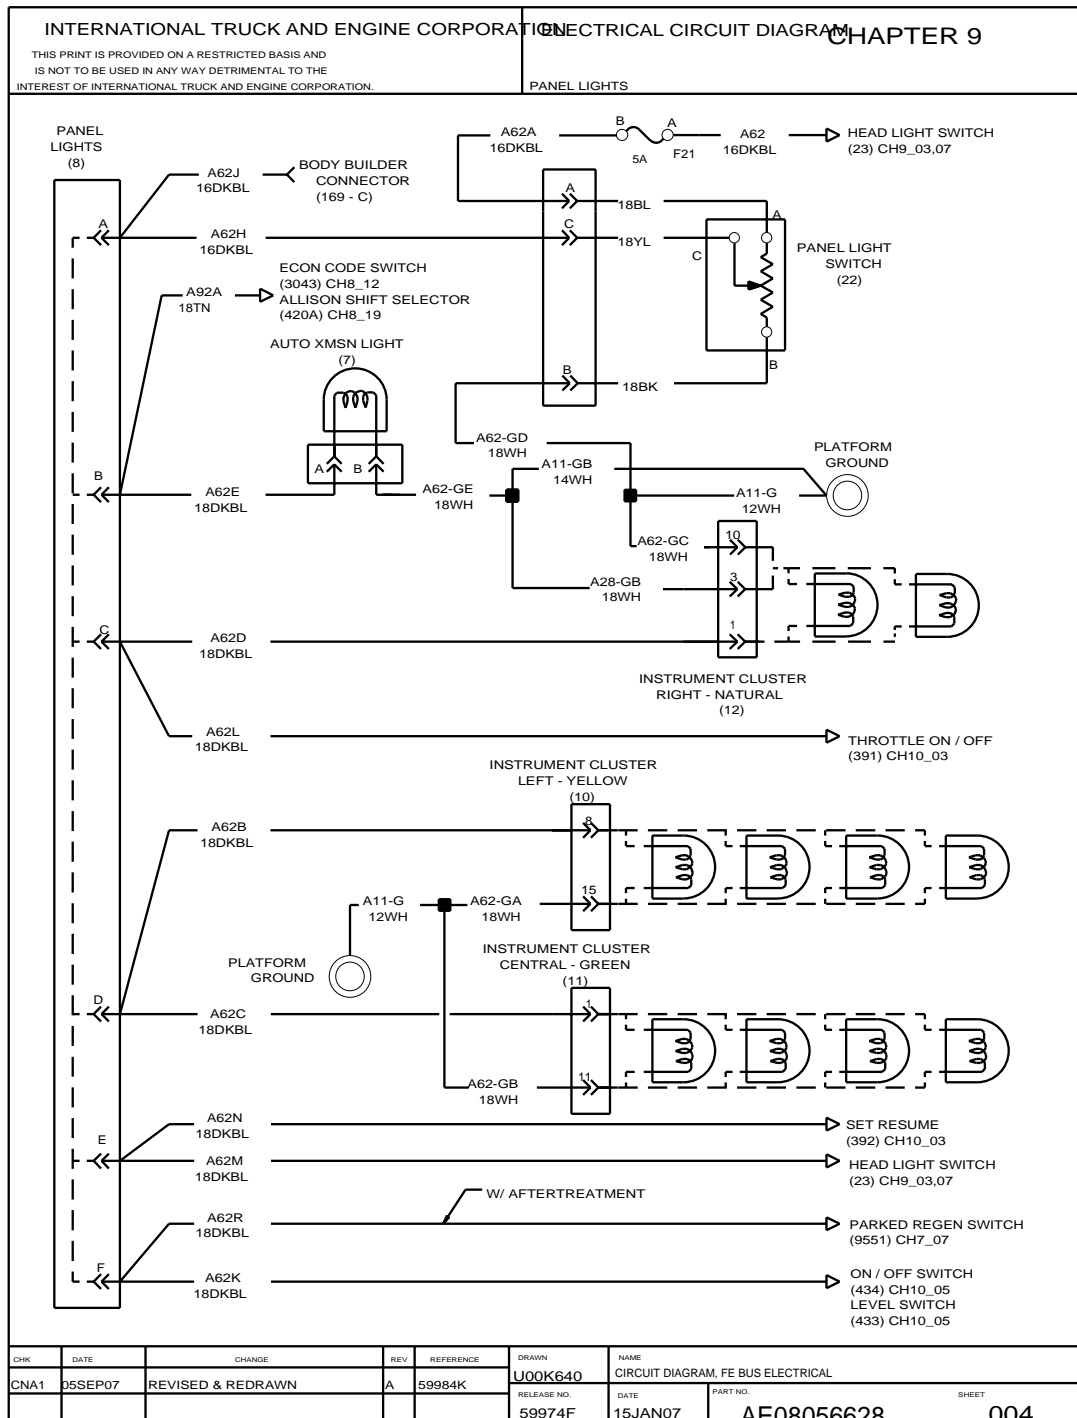 INTERNATIONAL TRUCK AND ENGINE CORPORATION
ELECTRICAL CIRCUIT DIAGRAM
CHAPTER 9
THIS PRINT IS PROVIDED ON A RESTRICTED BASIS AND
IS NOT TO BE USED IN ANY WAY DETRIMENTAL TO THE
INTEREST OF INTERNATIONAL TRUCK AND ENGINE CORPORATION.
PANEL LIGHTS
PANEL
LIGHTS
(8)
A62A
16DKBL
B
A
5A
F21
A62
16DKBL
HEAD LIGHT SWITCH
(23) CH9_03,07
A62J
16DKBL
BODY BUILDER
CONNECTOR
(169 - C)
A
18BL
A
A
A62H
16DKBL
C
18YL
C
PANEL LIGHT
SWITCH
(22)
A92A
18TN
ECON CODE SWITCH
(3043) CH8_12
ALLISON SHIFT SELECTOR
(420A) CH8_19
AUTO XMSN LIGHT
(7)
B
18BK
B
A62-GD
18WH
A
B
A11-GB
14WH
PLATFORM
GROUND
B
A62E
18DKBL
A62-GE
18WH
A11-G
12WH
A62-GC
18WH
10
A28-GB
18WH
3
C
A62D
18DKBL
1
INSTRUMENT CLUSTER
RIGHT - NATURAL
(12)
A62L
18DKBL
THROTTLE ON / OFF
(391) CH10_03
INSTRUMENT CLUSTER
LEFT - YELLOW
(10)
A62B
18DKBL
8
A11-G
12WH
A62-GA
18WH
15
PLATFORM
GROUND
INSTRUMENT CLUSTER
CENTRAL - GREEN
(11)
D
A62C
18DKBL
1
A62-GB
18WH
11
A62N
18DKBL
SET RESUME
(392) CH10_03
E
A62M
18DKBL
HEAD LIGHT SWITCH
(23) CH9_03,07
W/ AFTERTREATMENT
A62R
18DKBL
PARKED REGEN SWITCH
(9551) CH7_07
F
A62K
18DKBL
ON / OFF SWITCH
(434) CH10_05
LEVEL SWITCH
(433) CH10_05
CHK DATE CHANGE REV REFERENCE DRAWN NAME
CNA1 05SEP07 REVISED & REDRAWN A 59984K U00K640 CIRCUIT DIAGRAM, FE BUS ELECTRICAL
RELEASE NO. DATE PART NO. SHEET
59974F 15JAN07 AE08056628 004